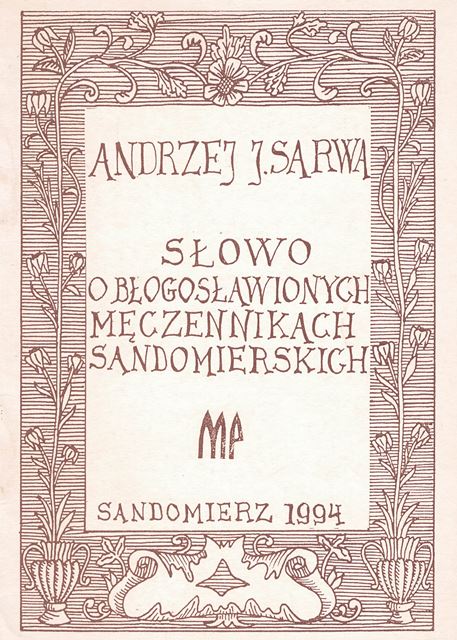 ANDRZEJ J. SARWA
SŁOWO
O BŁOGOSŁAWIONYCH
MĘCZENNIKACH
SANDOMIERSKICH
MP
SANDOMIERZ 1994